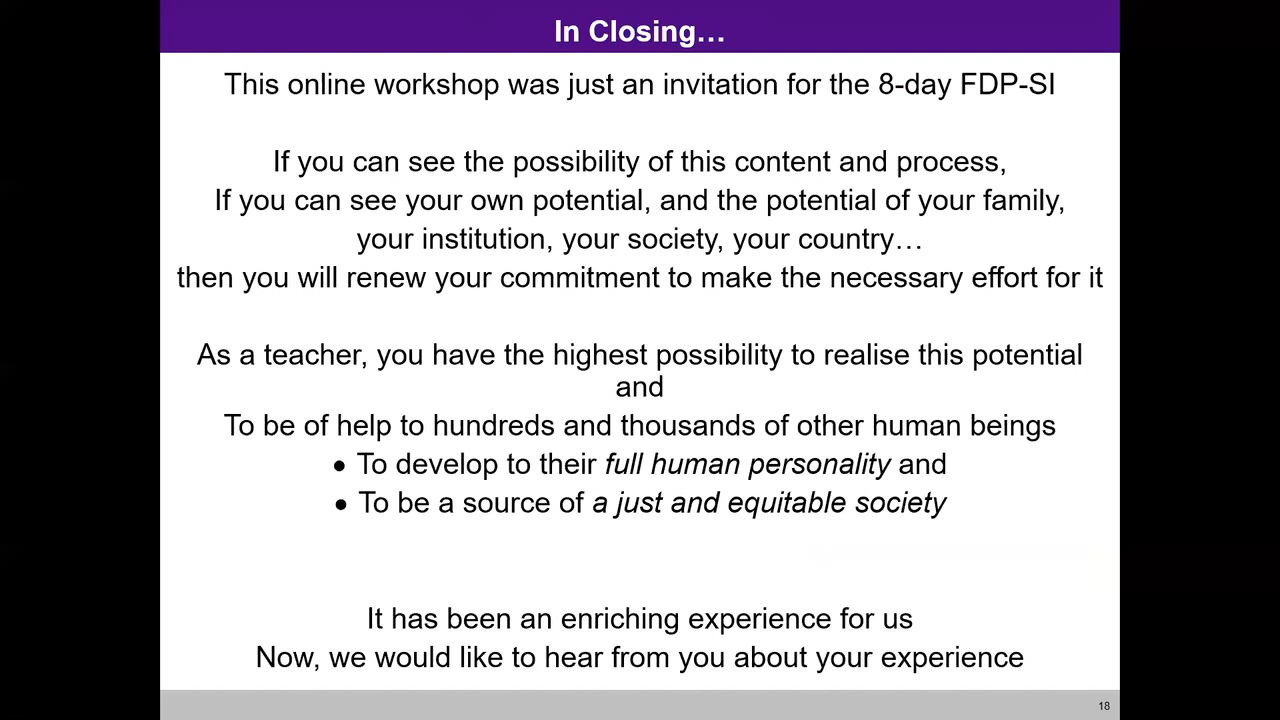 In Closing…
This online workshop was just an invitation for the 8-day FDP-SI
If you can see the possibility of this content and process,
If you can see your own potential, and the potential of your family,
your institution, your society, your country…
then you will renew your commitment to make the necessary effort for it
As a teacher, you have the highest possibility to realise this potential
and
To be of help to hundreds and thousands of other human beings
• To develop to their full human personality and
• To be a source of a just and equitable society
It has been an enriching experience for us
Now, we would like to hear from you about your experience
18